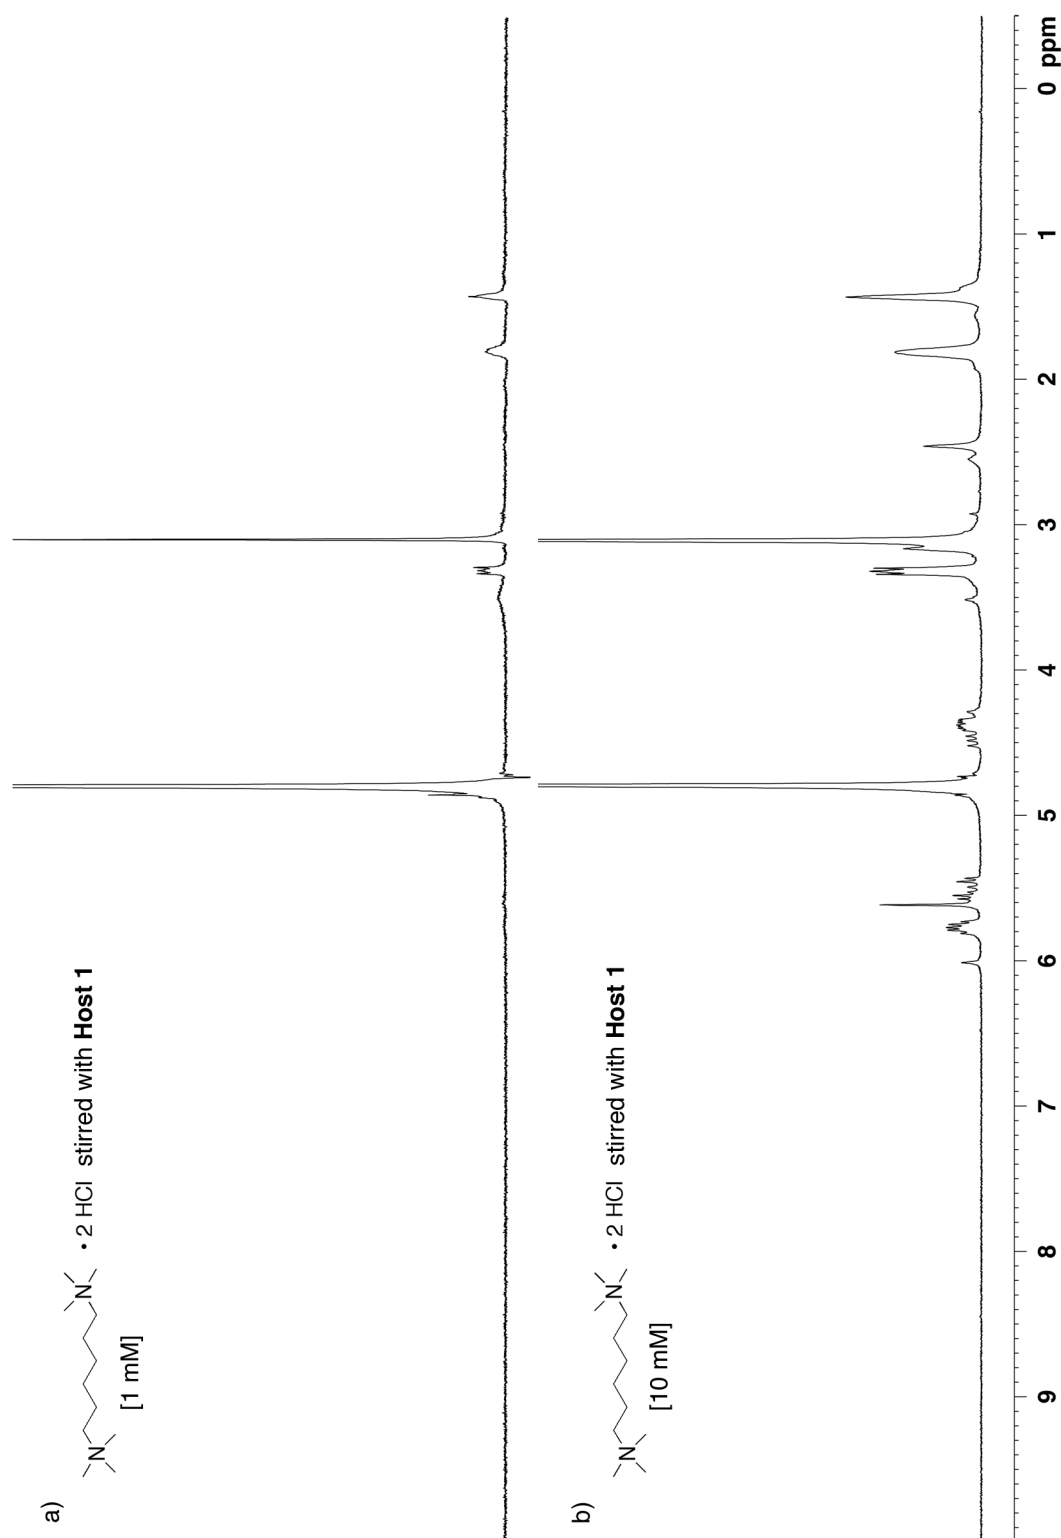 a)
N
N
• 2 HCl stirred with Host 1
[1 mM]
b)
N
N
• 2 HCl stirred with Host 1
[10 mM]
9 8 7 6 5 4 3 2 1 0 ppm